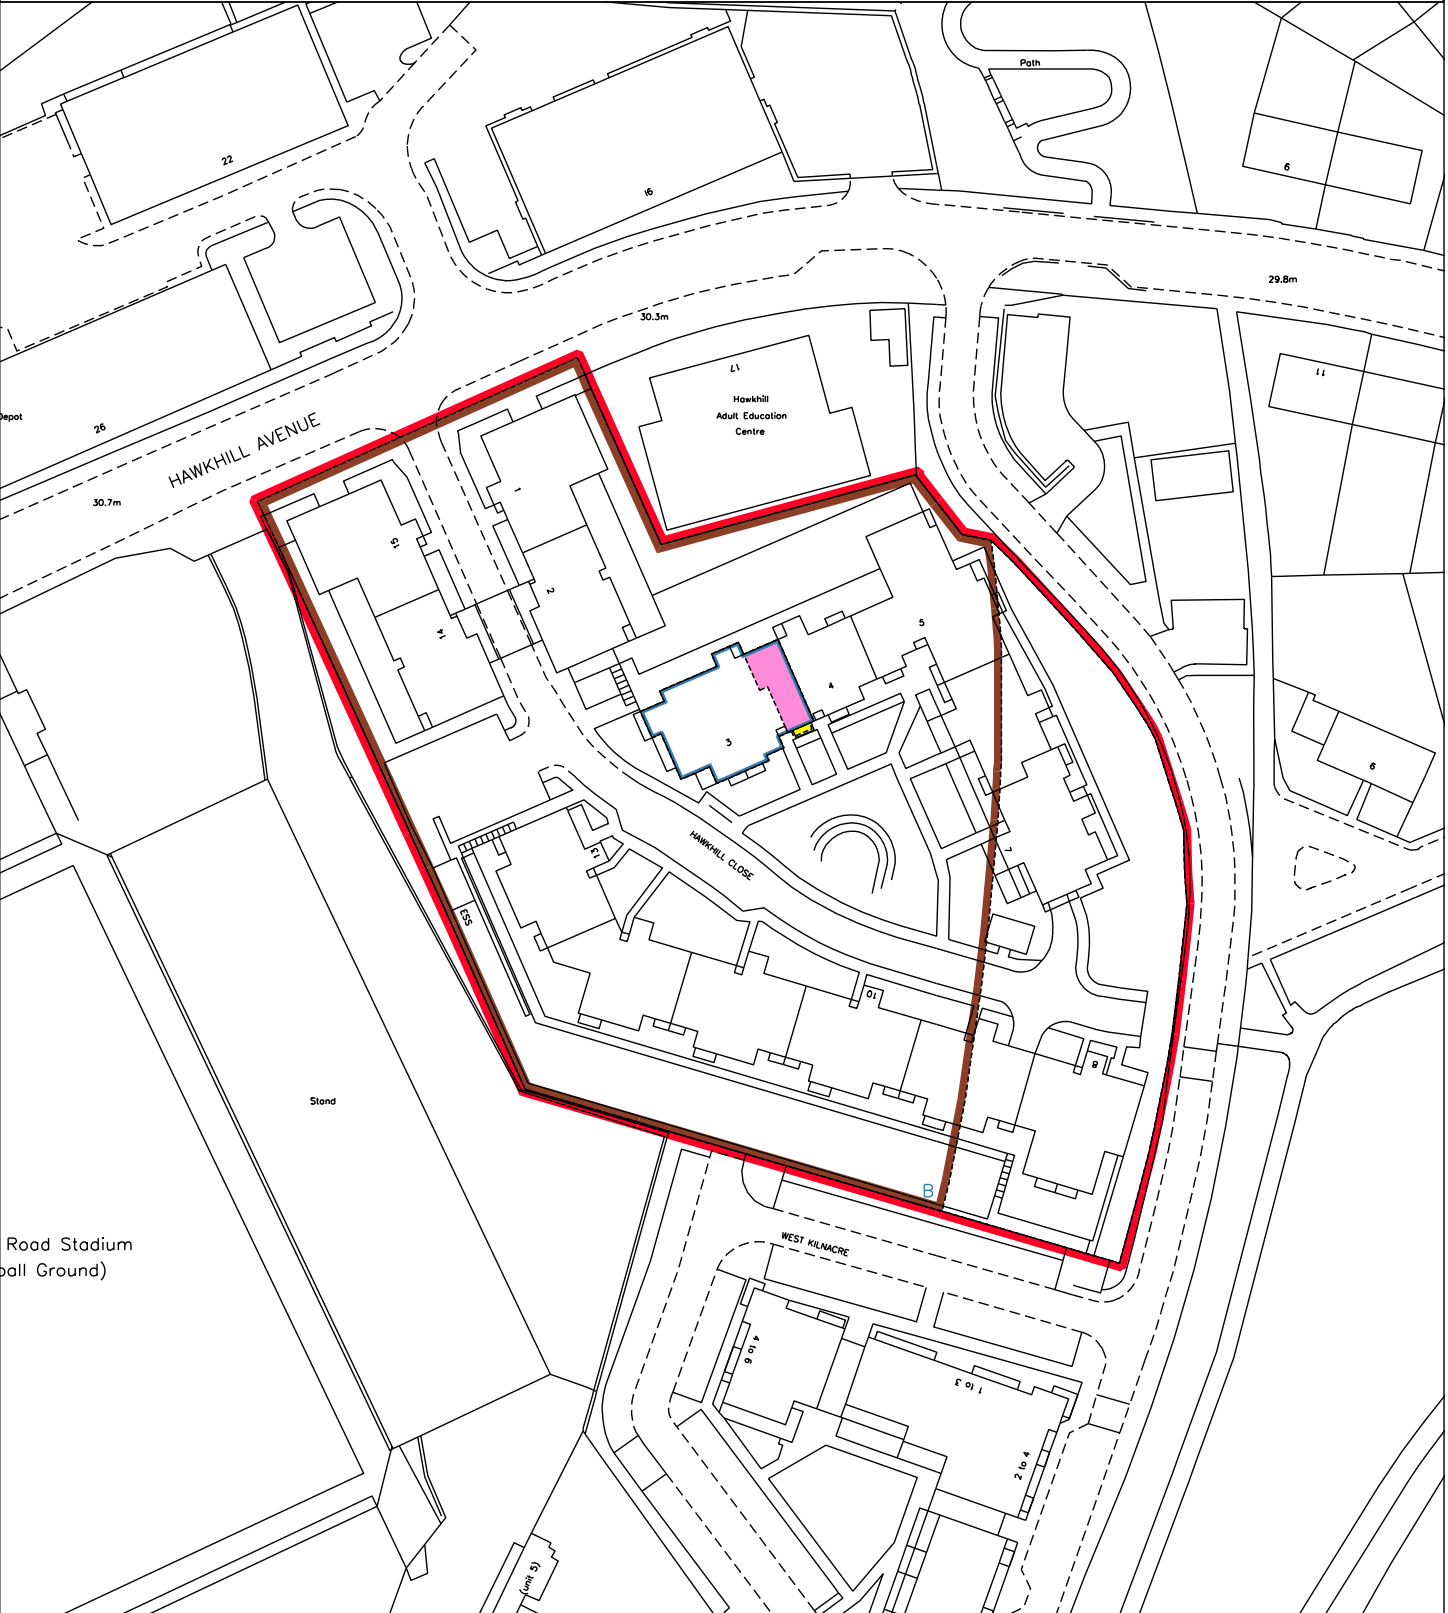 Path
22
16
6
29.8m
30.3m
17
11
Hawkhill
Adult Education
Centre
Depot
26
HAWKHILL AVENUE
30.7m
1
15
2
14
5
4
3
6
HAWKHILL CLOSE
13
7
ESS
10
8
Stand
B
Road Stadium
ball Ground)
WEST KILNACRE
4 to 6
1 to 3
2 to 4
(unit 5)